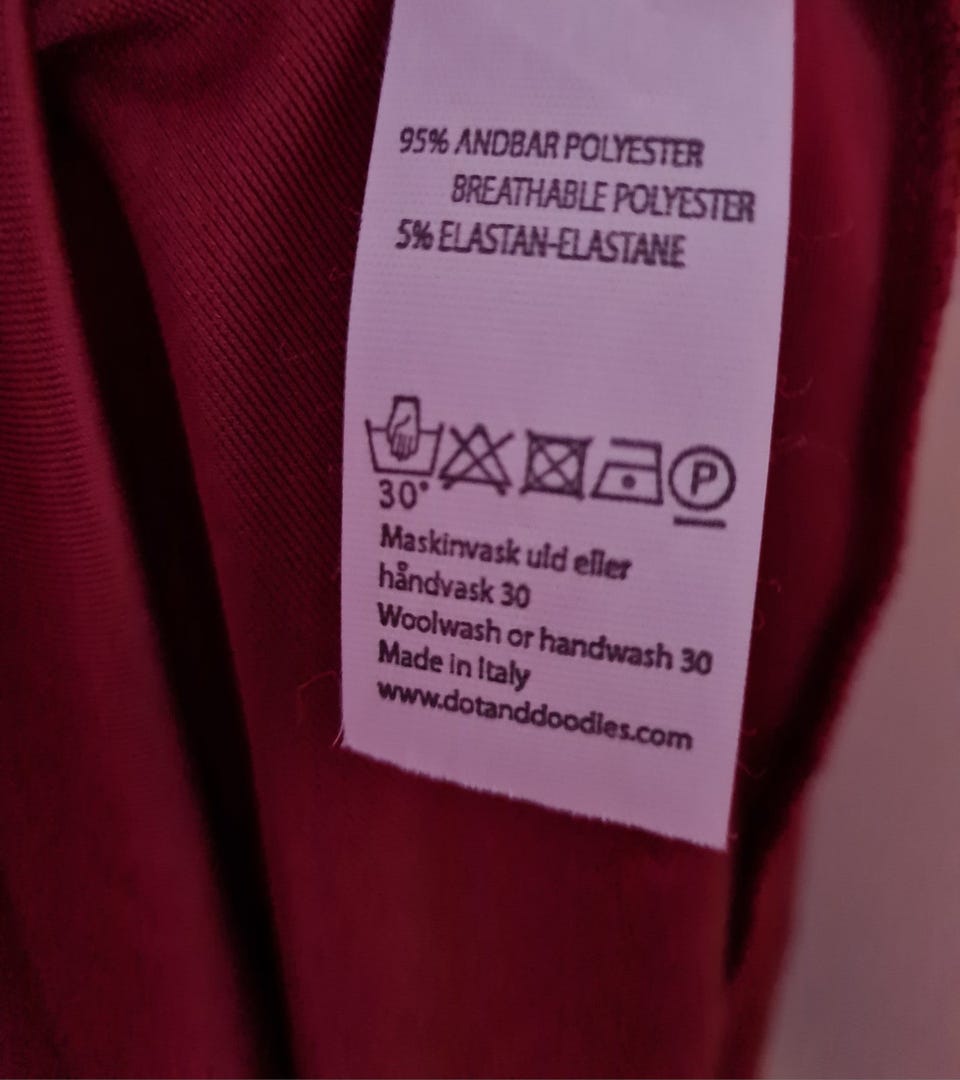 95% ANDBAR POLYESTER
BREATHABLE POLYESTER
5% ELASTAN-ELASTANE
P
30°
Maskinvask uld eller
håndvask 30
Woolwash or handwash 30
Made in Italy
www.dotanddoodles.com